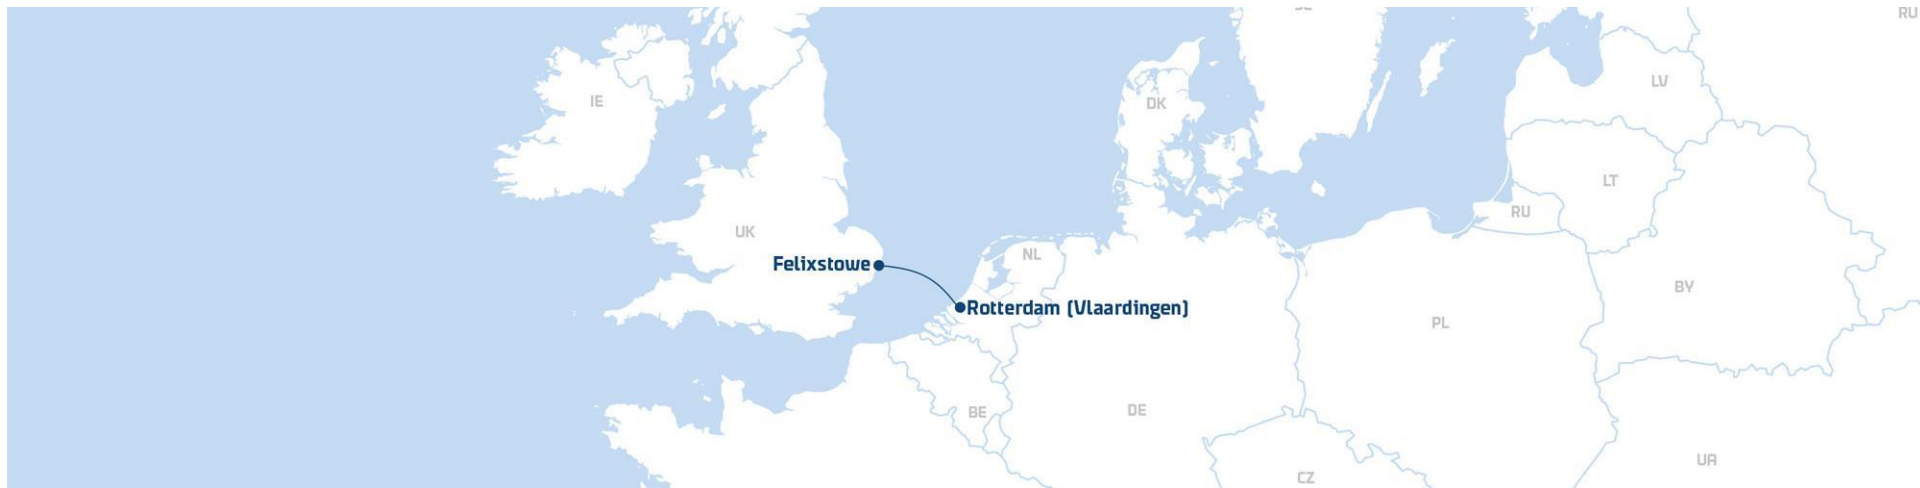 RU
LV
IE
DK
LT
RU
UK
NL
Felixstowe
BY
Rotterdam (Vlaardingen)
PL
BE
DE
UA
CZ